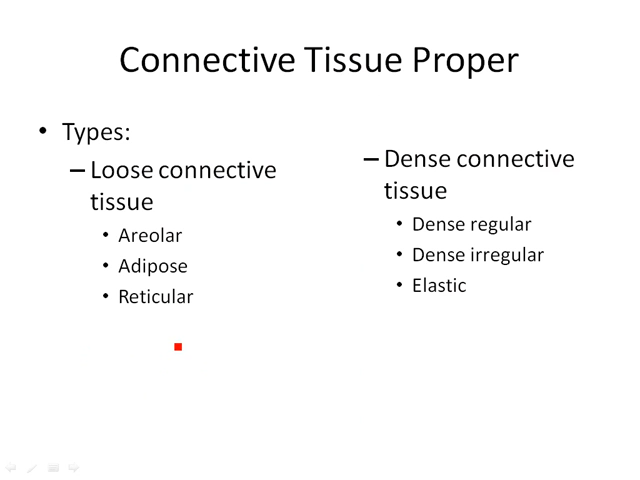 Connective Tissue Proper
• Types:
– Loose connective
tissue
• Areolar
• Adipose
• Reticular
– Dense connective
tissue
• Dense regular
• Dense irregular
• Elastic